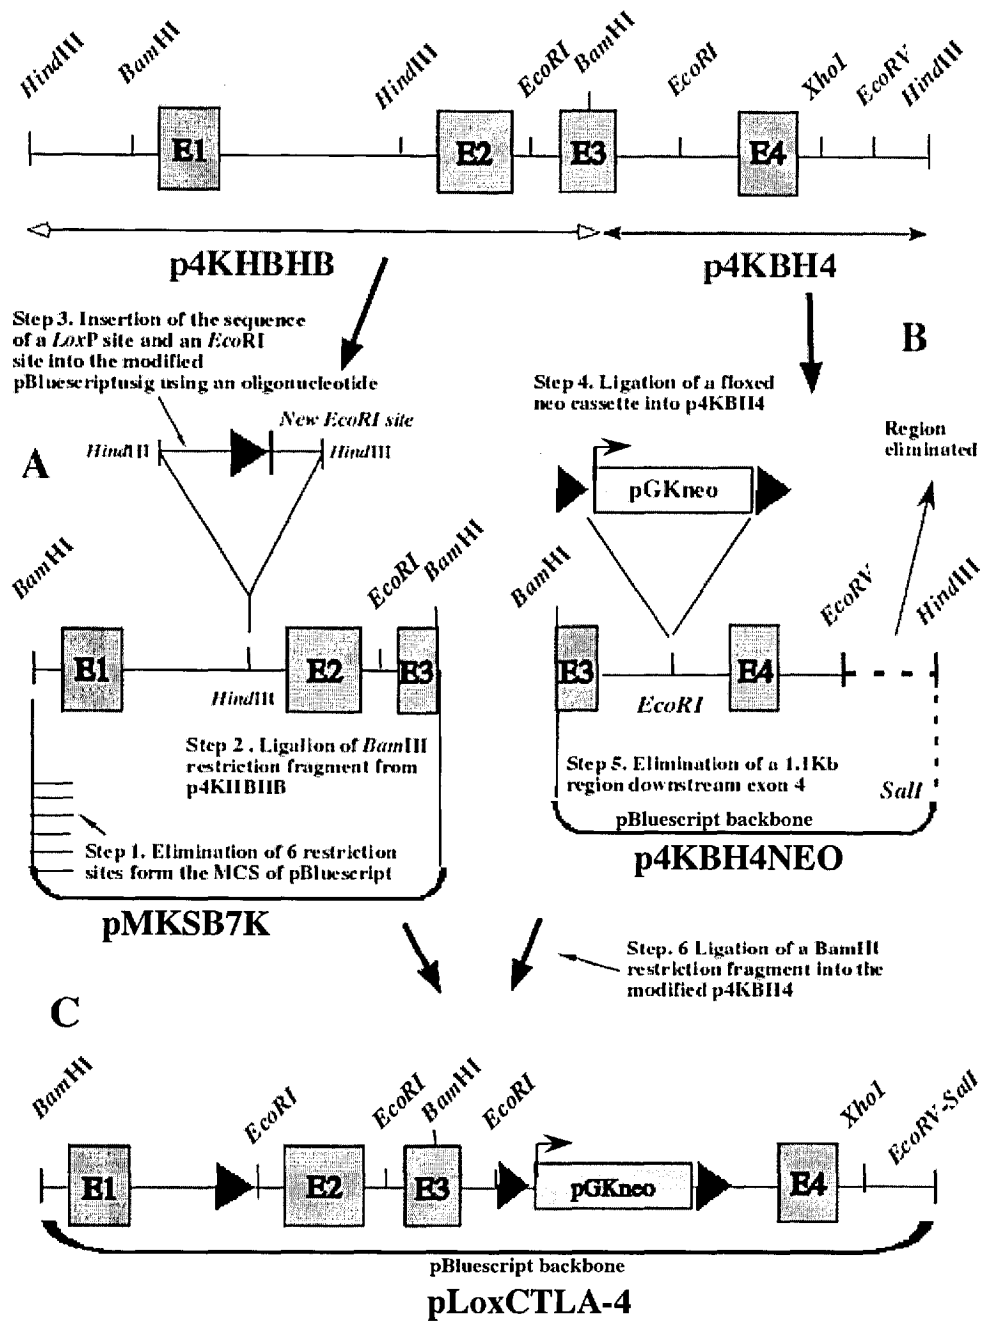 HindIII BamHI HindIII EcoRI BamHI EcoRI Xho1 EcoRV HindIII
E1 E2 E3 E4
p4KHBHB p4KBH4
Step 3. Insertion of the sequence
of a LoxP site and an EcoRI
site into the modified
pBluescriptusig using an oligonucleotide
New EcoRI site
HindIII HindIII
A
BamHI EcoRI BamHI
E1 E2 E3
HindIII
Step 2 . Ligation of BamHI
restriction fragment from
p4KHBHB
Step 1. Elimination of 6 restriction
sites form the MCS of pBluescript
pMKSB7K
B
Step 4. Ligation of a floxed
neo cassette into p4KBH4
Region
eliminated
pGKneo
BamHI EcoRV HindIII
E3 E4
EcoRI
Step 5. Elimination of a 1.1Kb
region downstream exon 4
SalI
pBluescript backbone
p4KBH4NEO
Step. 6 Ligation of a BamHI
restriction fragment into the
modified p4KBH4
C
BamHI EcoRI EcoRI BamHI EcoRI Xho1 EcoRV-SalI
E1 E2 E3 pGKneo E4
pBluescript backbone
pLoxCTLA-4